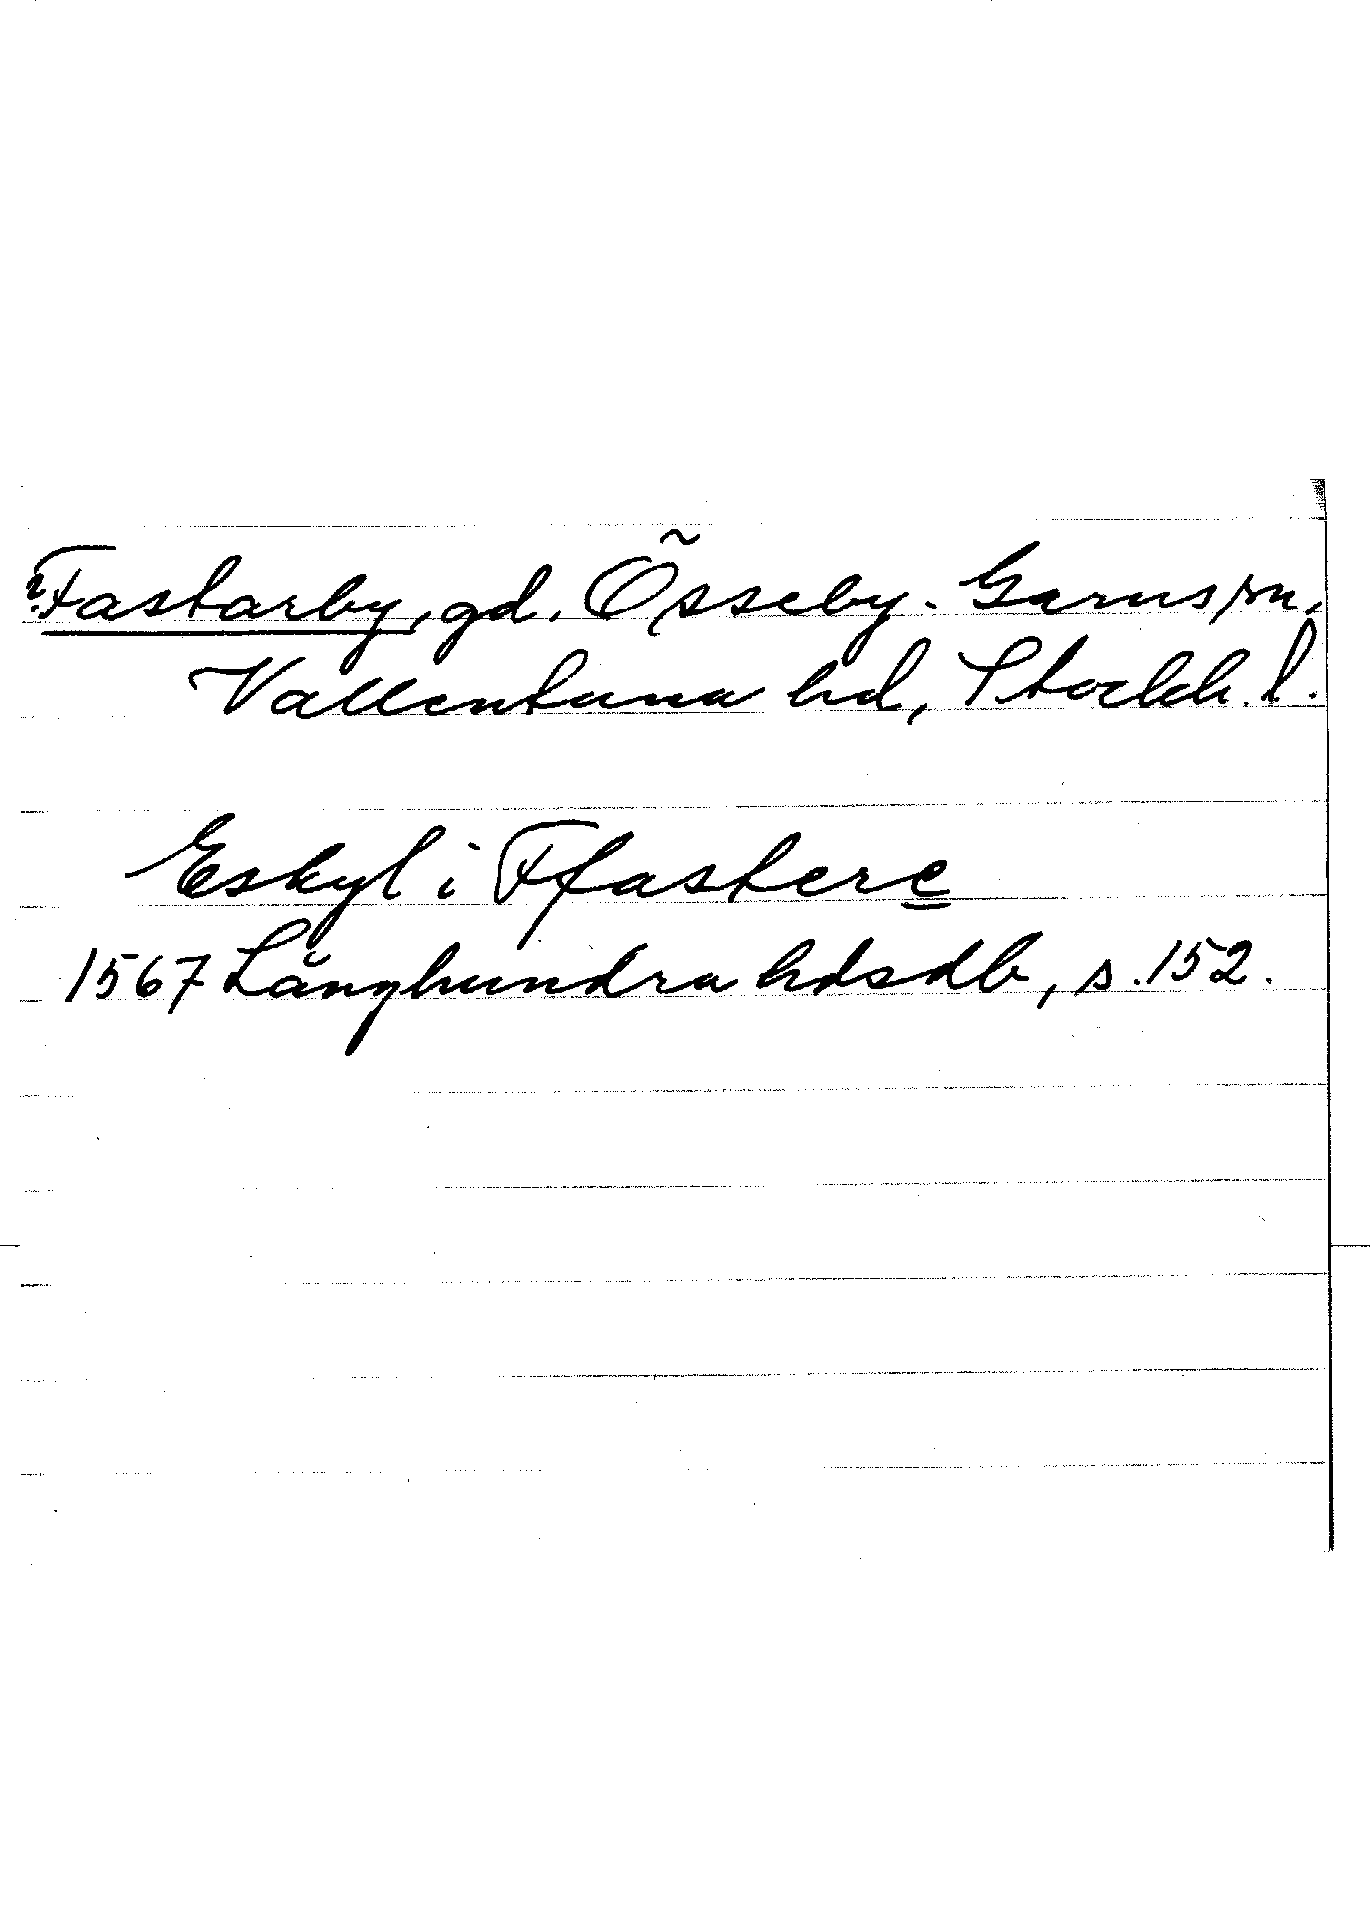 ?Fastarby, gd. Össeby-Garns sn,
Vallentuna hd, Stockh. l.
Eskyl i Ffastere
1567 Långhundra hdsdb, s. 152.